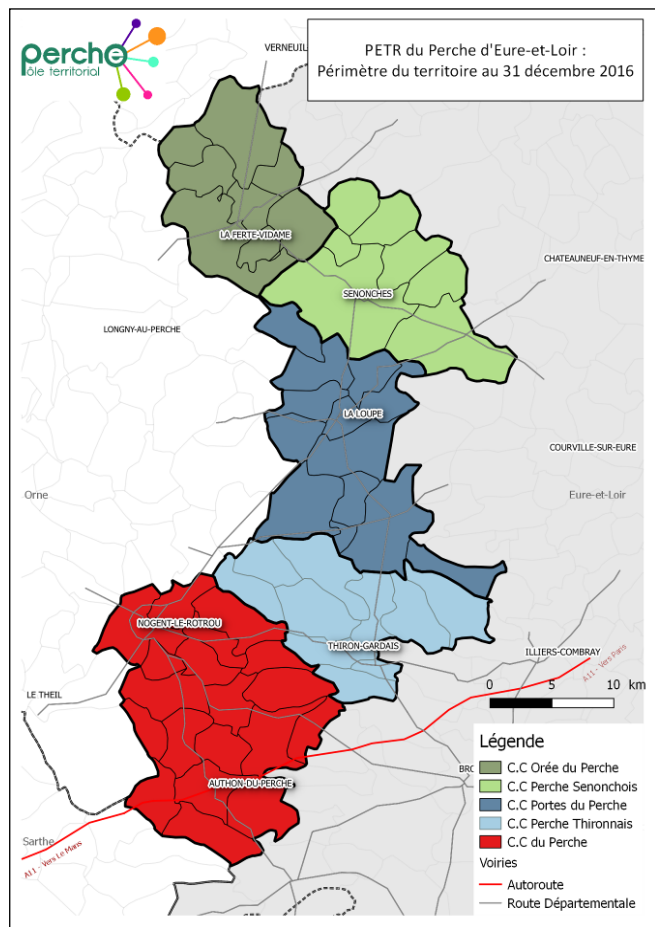 perche
pôle territorial
VERNEUIL
PETR du Perche d'Eure-et-Loir :
Périmètre du territoire au 31 décembre 2016
LA FERTE-VIDAME
CHATEAUNEUF-EN-THYME
SENONCHES
LONGNY-AU-PERCHE
LA LOUPE
COURVILLE-SUR-EURE
Orne
Eure-et-Loir
NOGENT-LE-ROTROU
THIRON-GARDAIS
ILLIERS-COMBRAY
A11 - Vers Paris
LE THEIL
0 5 10 km
Légende
C.C Orée du Perche
C.C Perche Senonchois
C.C Portes du Perche
C.C Perche Thironnais
C.C du Perche
Voiries
Autoroute
Route Départementale
BRO
AUTHON-DU-PERCHE
Sarthe
A11 - Vers Le Mans